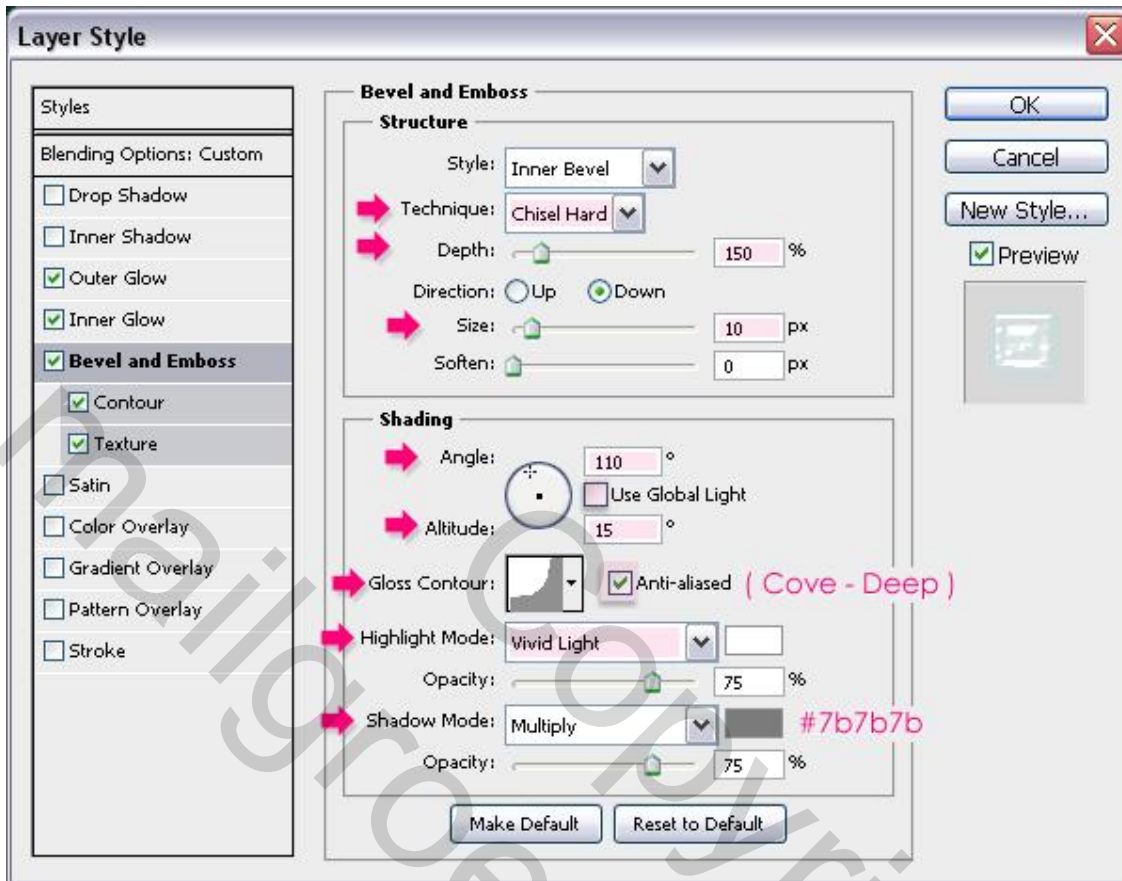 Layer Style
Styles
Blending Options: Custom
Drop Shadow
Inner Shadow
Outer Glow
Inner Glow
Bevel and Emboss
Contour
Texture
Satin
Color Overlay
Gradient Overlay
Pattern Overlay
Stroke
Bevel and Emboss
Structure
Style: Inner Bevel
Technique: Chisel Hard
Depth: 150 %
Direction: Up Down
Size: 10 px
Soften: 0 px
Shading
Angle: 110 °
Use Global Light
Altitude: 15 °
Gloss Contour: Anti-aliased ( Cove - Deep )
Highlight Mode: Vivid Light
Opacity: 75 %
Shadow Mode: Multiply #7b7b7b
Opacity: 75 %
Make Default Reset to Default
OK
Cancel
New Style...
Preview